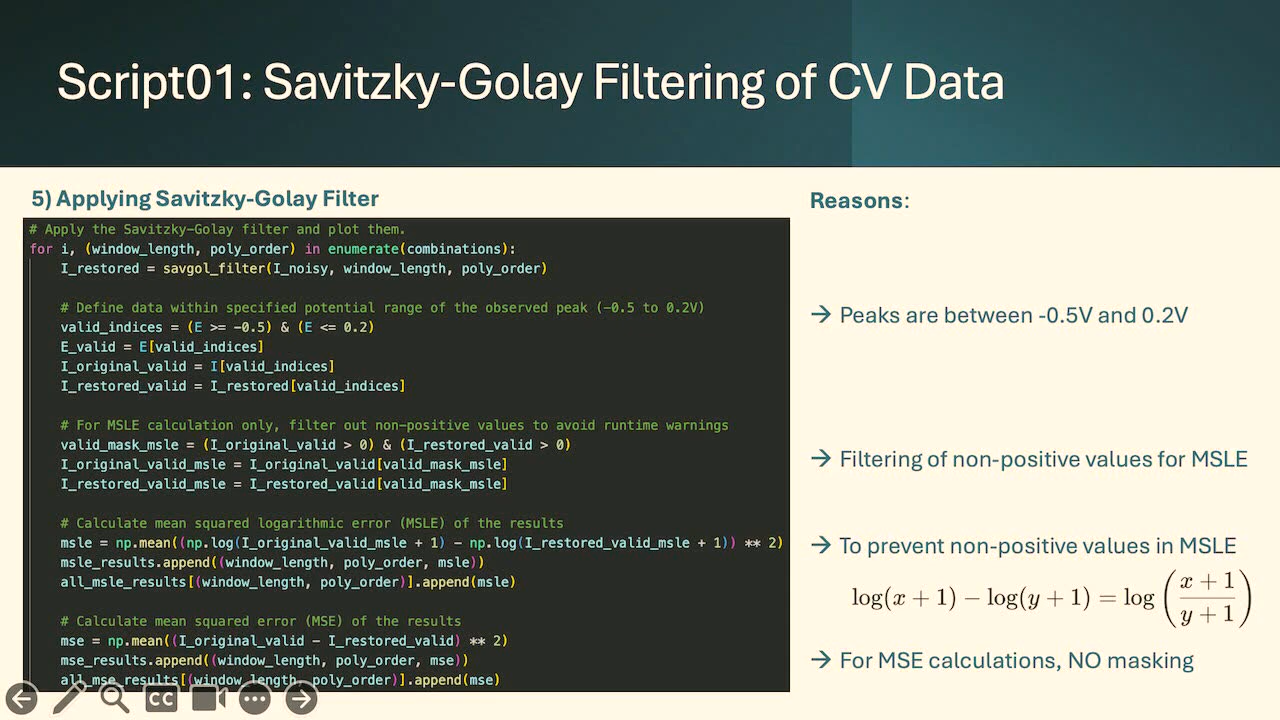 Script01: Savitzky-Golay Filtering of CV Data
5) Applying Savitzky-Golay Filter
# Apply the Savitzky-Golay filter and plot them.
for i, (window_length, poly_order) in enumerate(combinations):
    I_restored = savgol_filter(I_noisy, window_length, poly_order)
    # Define data within specified potential range of the observed peak (-0.5 to 0.2V)
    valid_indices = (E >= -0.5) & (E <= 0.2)
    E_valid = E[valid_indices]
    I_original_valid = I[valid_indices]
    I_restored_valid = I_restored[valid_indices]
    # For MSLE calculation only, filter out non-positive values to avoid runtime warnings
    valid_mask_msle = (I_original_valid > 0) & (I_restored_valid > 0)
    I_original_valid_msle = I_original_valid[valid_mask_msle]
    I_restored_valid_msle = I_restored_valid[valid_mask_msle]
    # Calculate mean squared logarithmic error (MSLE) of the results
    msle = np.mean((np.log(I_original_valid_msle + 1) - np.log(I_restored_valid_msle + 1)) ** 2)
    msle_results.append((window_length, poly_order, msle))
    all_msle_results[(window_length, poly_order)].append(msle)
    # Calculate mean squared error (MSE) of the results
    mse = np.mean((I_original_valid - I_restored_valid) ** 2)
    mse_results.append((window_length, poly_order, mse))
    all_mse_results[(window_length, poly_order)].append(mse)
CC
Reasons:
→ Peaks are between -0.5V and 0.2V
→ Filtering of non-positive values for MSLE
→ To prevent non-positive values in MSLE
log(x + 1) − log(y + 1) = log((x + 1)/(y + 1))
→ For MSE calculations, NO masking